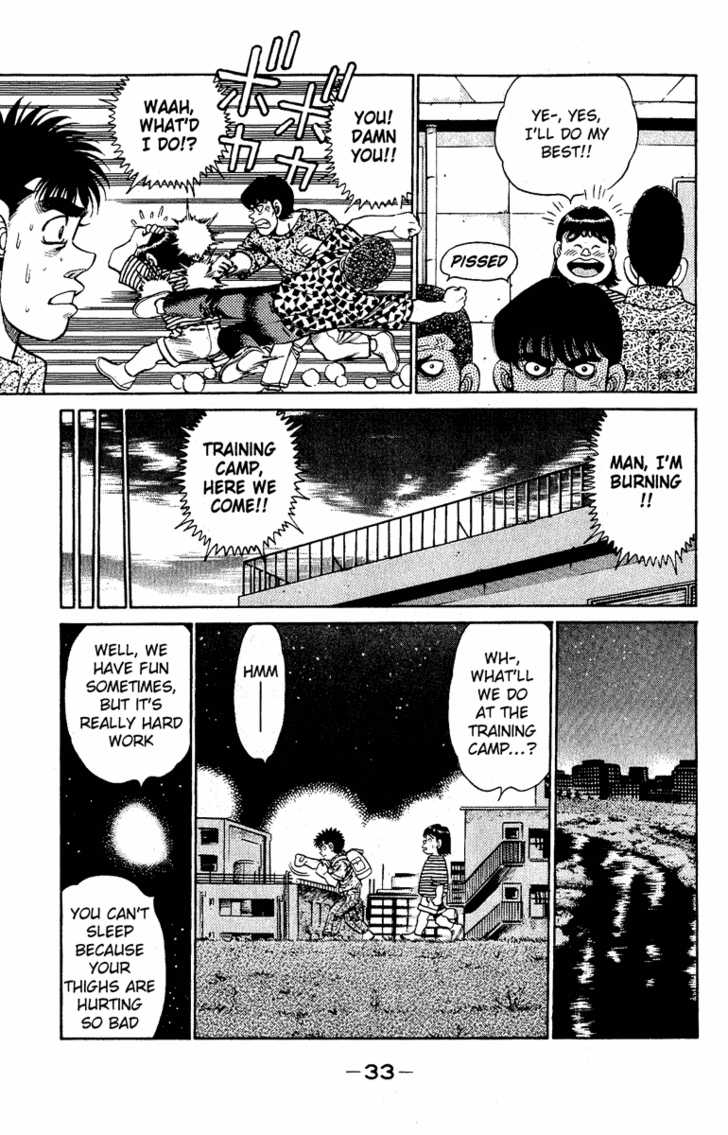 YE-, YES,
I'LL DO MY
BEST!!
PISSED
YOU!
DAMN
YOU!!
ボボ
カカ
WAAH,
WHAT'D
I DO!?
MAN, I'M
BURNING
!!
TRAINING
CAMP,
HERE WE
COME!!
WH-,
WHAT'LL
WE DO
AT THE
TRAINING
CAMP...?
HMM
—
WELL, WE
HAVE FUN
SOMETIMES,
BUT IT'S
REALLY HARD
WORK
YOU CAN'T
SLEEP
BECAUSE
YOUR
THIGHS ARE
HURTING
SO BAD
—33—